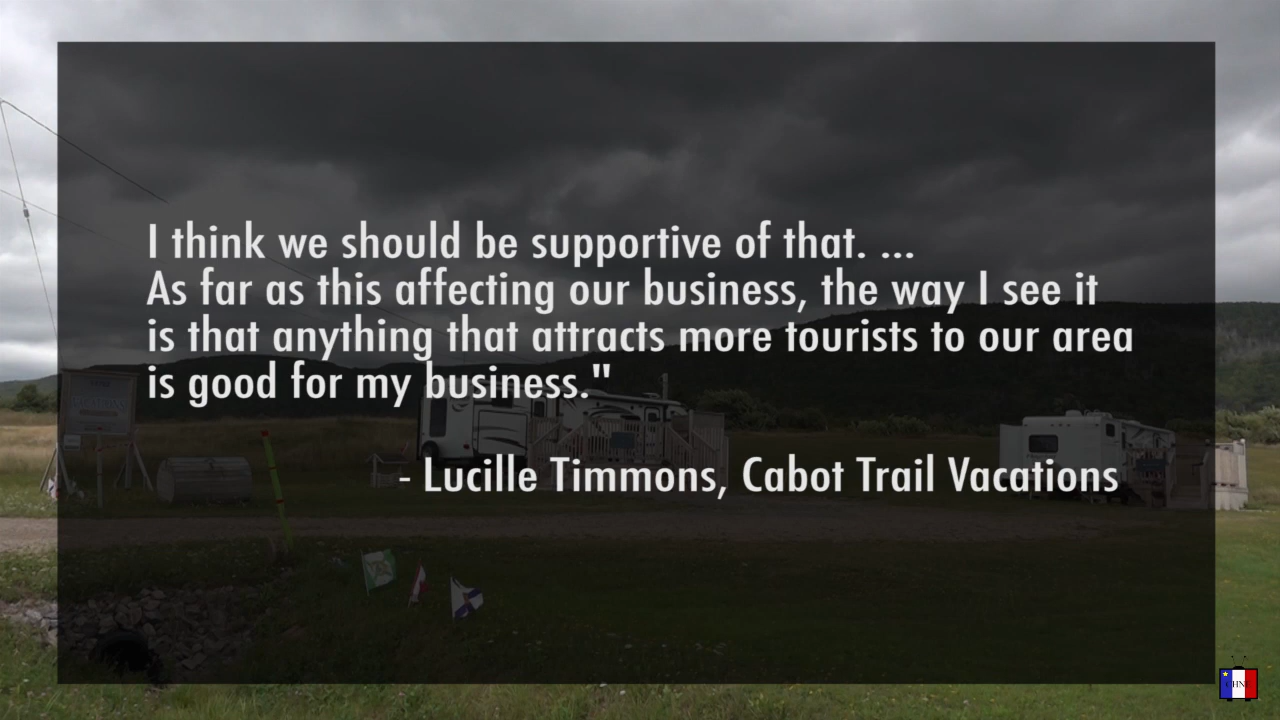 I think we should be supportive of that. ...
As far as this affecting our business, the way I see it
is that anything that attracts more tourists to our area
is good for my business."
- Lucille Timmons, Cabot Trail Vacations